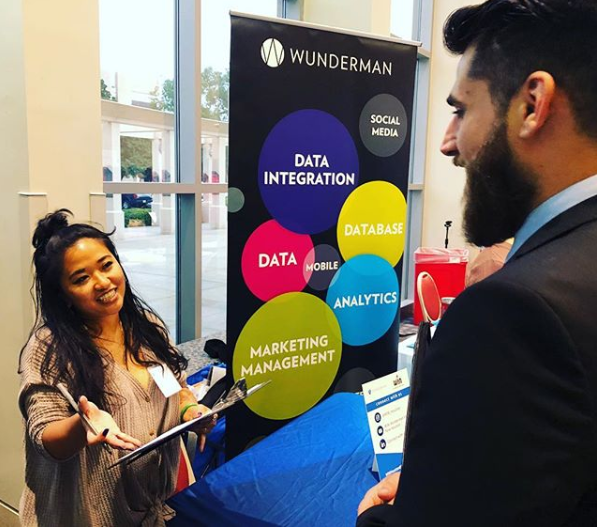 WUNDERMAN
SOCIAL
MEDIA
DATA
INTEGRATION
DATABASE
DATA
MOBILE
ANALYTICS
MARKETING
MANAGEMENT
CONNECT WITH US